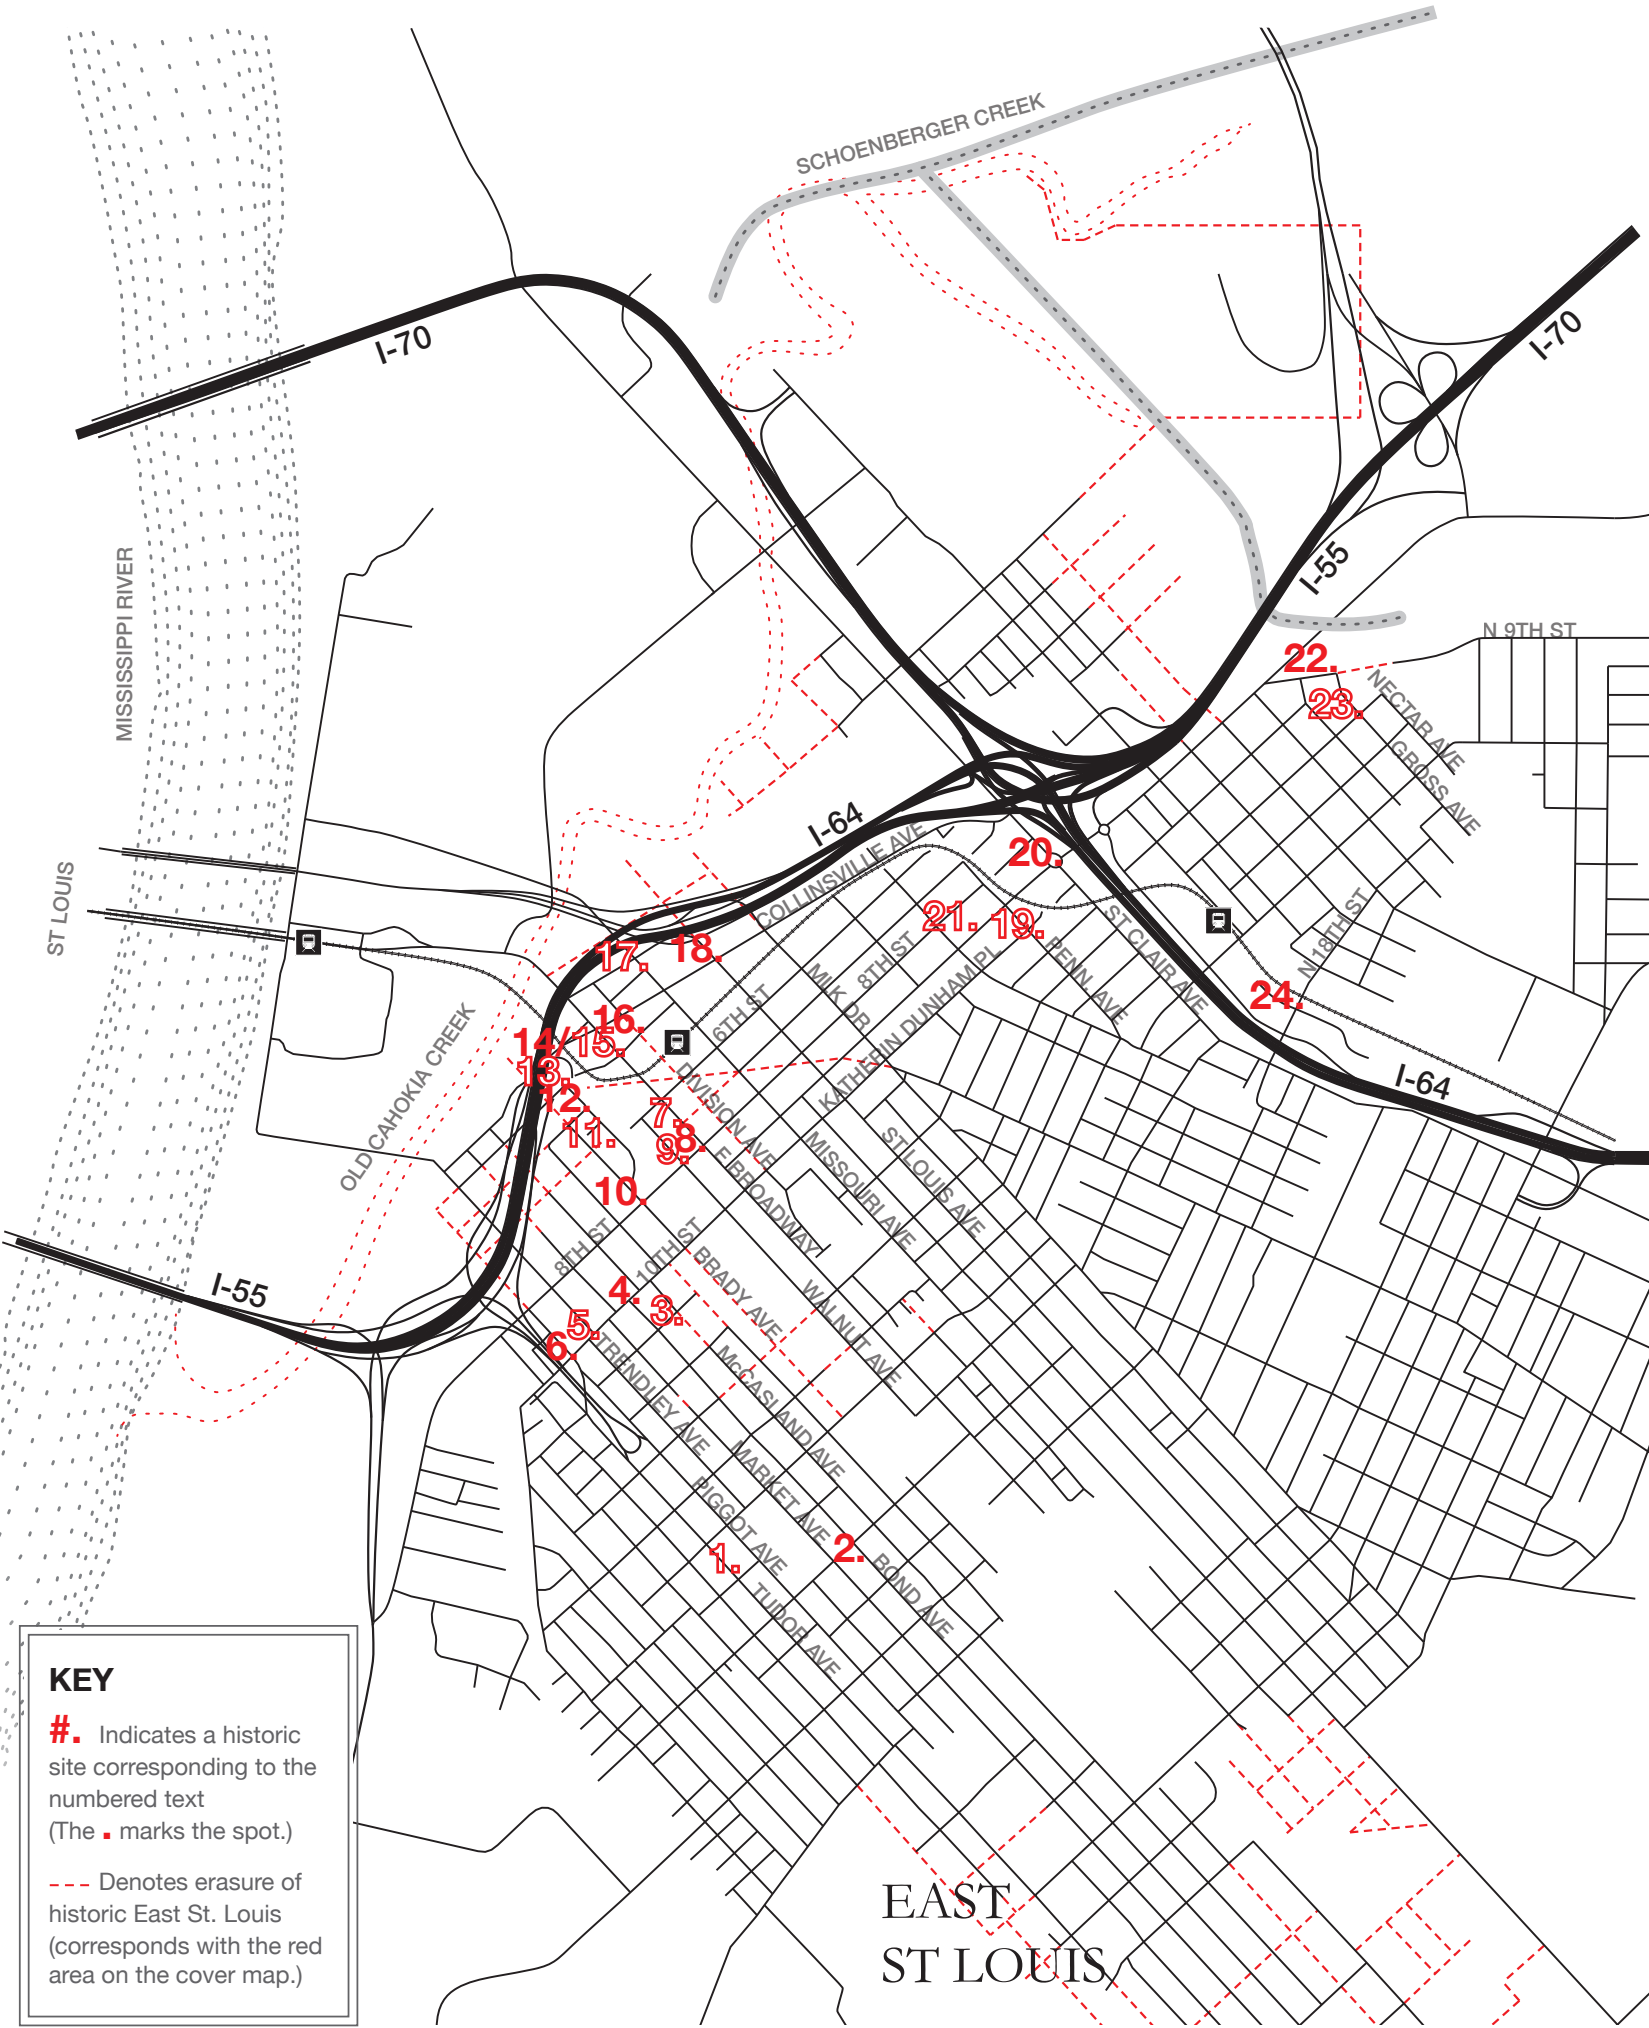 SCHOENBERGER CREEK
I-70
I-70
MISSISSIPPI RIVER
I-55
N 9TH ST
22.
23.
NECTAR AVE
GROSS AVE
I-64
COLLINSVILLE AVE
20.
ST LOUIS
21.
19.
17.
18.
MLK DR
8TH ST
PENN. AVE
ST CLAIR AVE
N 18TH ST
24.
KATHERIN DUNHAM PL
6TH ST
16.
14/15.
13.
12.
11.
OLD CAHOKIA CREEK
DIVISION AVE
7.
8.
9.
I-64
E BROADWAY
MISSOURI AVE
ST LOUIS AVE
10.
8TH ST
10TH ST
BRADY AVE
WALNUT AVE
I-55
4.
3.
5.
6.
TRENDLEY AVE
McCASLAND AVE
MARKET AVE
PIGGOT AVE
1.
2.
BOND AVE
TUDOR AVE
KEY
#. Indicates a historic
site corresponding to the
numbered text
(The . marks the spot.)
--- Denotes erasure of
historic East St. Louis
(corresponds with the red
area on the cover map.)
EAST
ST LOUIS